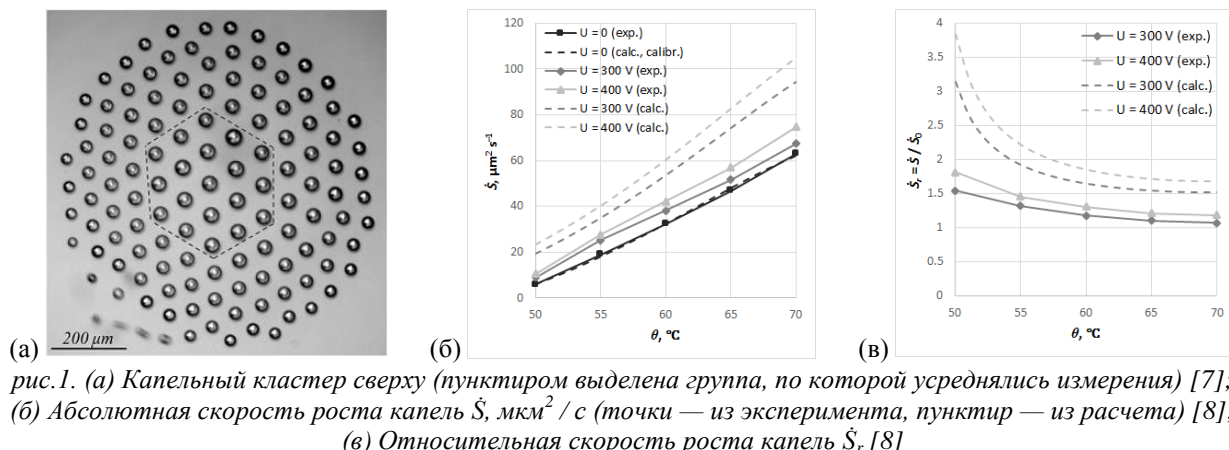 200 μm
(а)
Ṡ, μm² s⁻¹
120
100
80
60
40
20
0
U = 0 (exp.)
U = 0 (calc., calibr.)
U = 300 V (exp.)
U = 400 V (exp.)
U = 300 V (calc.)
U = 400 V (calc.)
50 55 60 65 70
θ, °C
(б)
Ṡr = Ṡ / Ṡ0
4
3.5
3
2.5
2
1.5
1
0.5
0
U = 300 V (exp.)
U = 400 V (exp.)
U = 300 V (calc.)
U = 400 V (calc.)
50 55 60 65 70
θ, °C
(в)
рис.1. (а) Капельный кластер сверху (пунктиром выделена группа, по которой усреднялись измерения) [7];
(б) Абсолютная скорость роста капель Ṡ, мкм² / с (точки — из эксперимента, пунктир — из расчета) [8];
(в) Относительная скорость роста капель Ṡr [8]